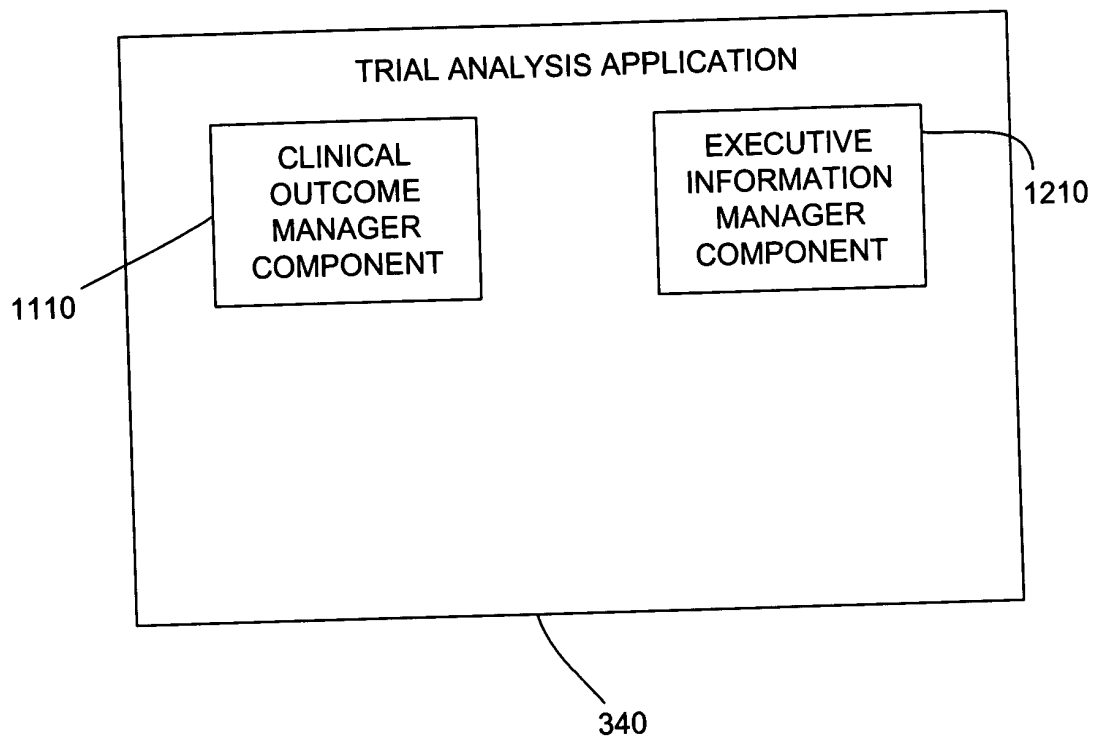 TRIAL ANALYSIS APPLICATION
CLINICAL
OUTCOME
MANAGER
COMPONENT
EXECUTIVE
INFORMATION
MANAGER
COMPONENT
1210
1110
340